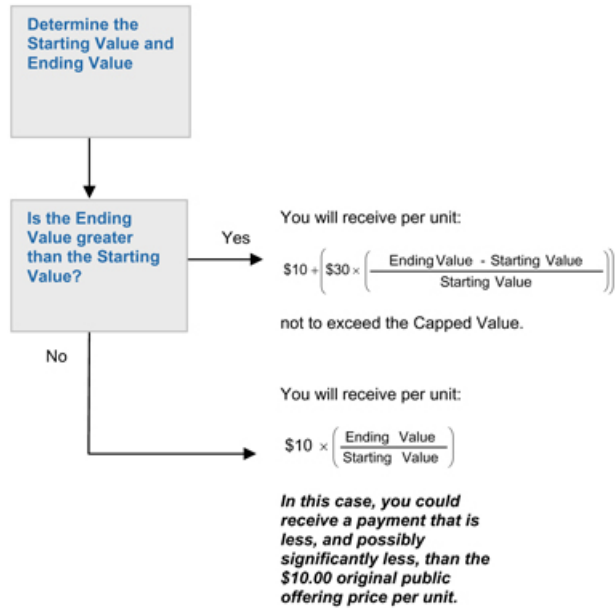 Determine the
Starting Value and
Ending Value
Is the Ending
Value greater
than the Starting
Value?
Yes
You will receive per unit:
$10 + ( $30 × ( Ending Value - Starting Value
Starting Value ))
not to exceed the Capped Value.
No
You will receive per unit:
$10 × ( Ending Value
Starting Value )
In this case, you could
receive a payment that is
less, and possibly
significantly less, than the
$10.00 original public
offering price per unit.